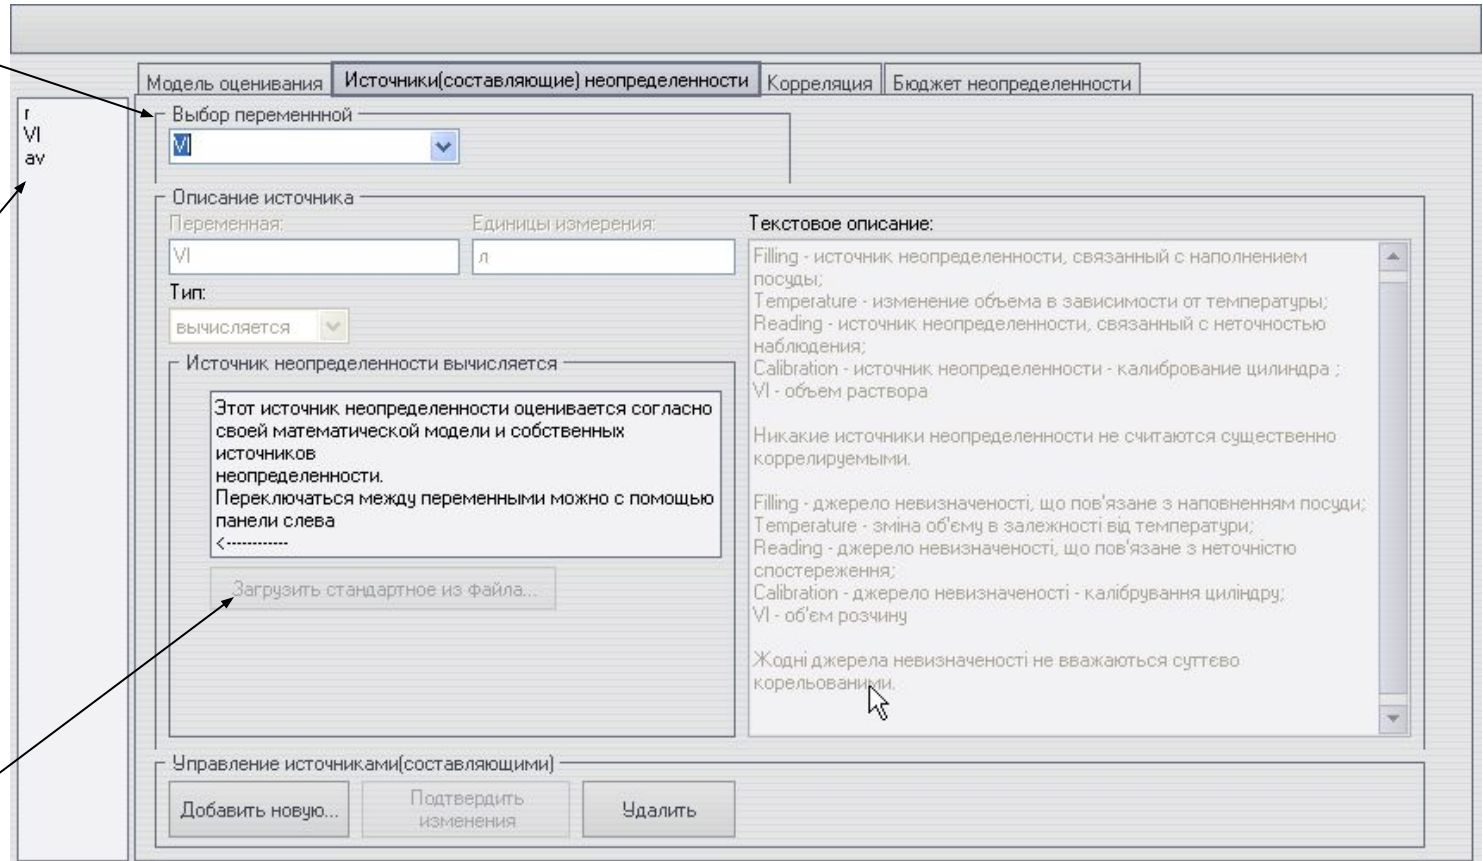 Модель оценивания
Источники(составляющие) неопределенности
Корреляция
Бюджет неопределенности
r
VI
av
Выбор переменнной
VI
Описание источника
Переменная:
Единицы измерения:
VI
л
Тип:
вычисляется
Источник неопределенности вычисляется
Этот источник неопределенности оценивается согласно
своей математической модели и собственных
источников
неопределенности.
Переключаться между переменными можно с помощью
панели слева
<-----------
Загрузить стандартное из файла...
Текстовое описание:
Filling - источник неопределенности, связанный с наполнением
посуды;
Temperature - изменение объема в зависимости от температуры;
Reading - источник неопределенности, связанный с неточностью
наблюдения;
Calibration - источник неопределенности - калибрование цилиндра ;
VI - объем раствора
Никакие источники неопределенности не считаются существенно
коррелируемыми.
Filling - джерело невизначеності, що пов'язане з наповненням посуди;
Temperature - зміна об'єму в залежності від температури;
Reading - джерело невизначеності, що пов'язане з неточністю
спостереження;
Calibration - джерело невизначеності - калібрування циліндру;
VI - об'єм розчину
Жодні джерела невизначеності не вважаються суттєво
корельованими.
Управление источниками(составляющими)
Добавить новую...
Подтвердить
изменения
Удалить